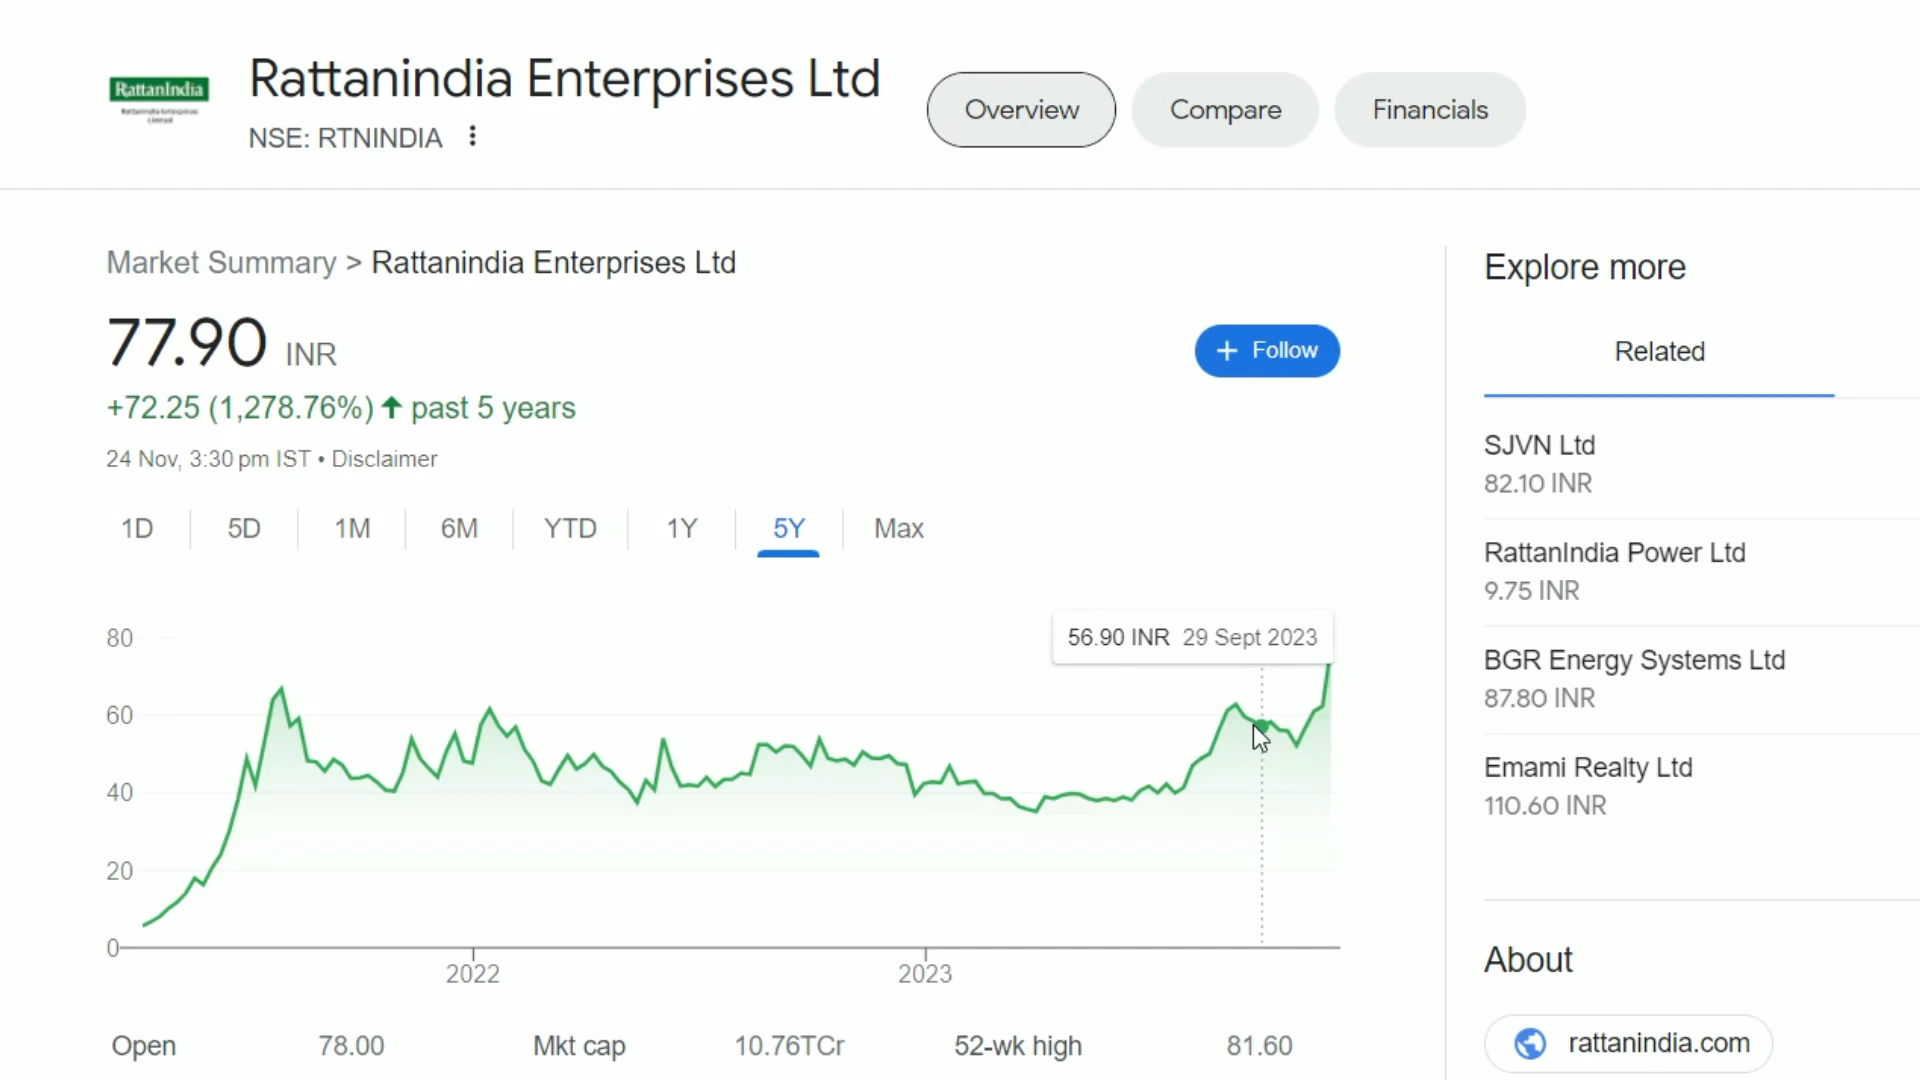 RattanIndia
Rattanindia Enterprises
Limited
Rattanindia Enterprises Ltd
NSE: RTNINDIA
Overview
Compare
Financials
Market Summary > Rattanindia Enterprises Ltd
77.90 INR
+ Follow
+72.25 (1,278.76%) ↑ past 5 years
24 Nov, 3:30 pm IST • Disclaimer
1D
5D
1M
6M
YTD
1Y
5Y
Max
56.90 INR 29 Sept 2023
80
60
40
20
0
2022
2023
Open 78.00
Mkt cap 10.76TCr
52-wk high 81.60
Explore more
Related
SJVN Ltd
82.10 INR
RattanIndia Power Ltd
9.75 INR
BGR Energy Systems Ltd
87.80 INR
Emami Realty Ltd
110.60 INR
About
rattanindia.com